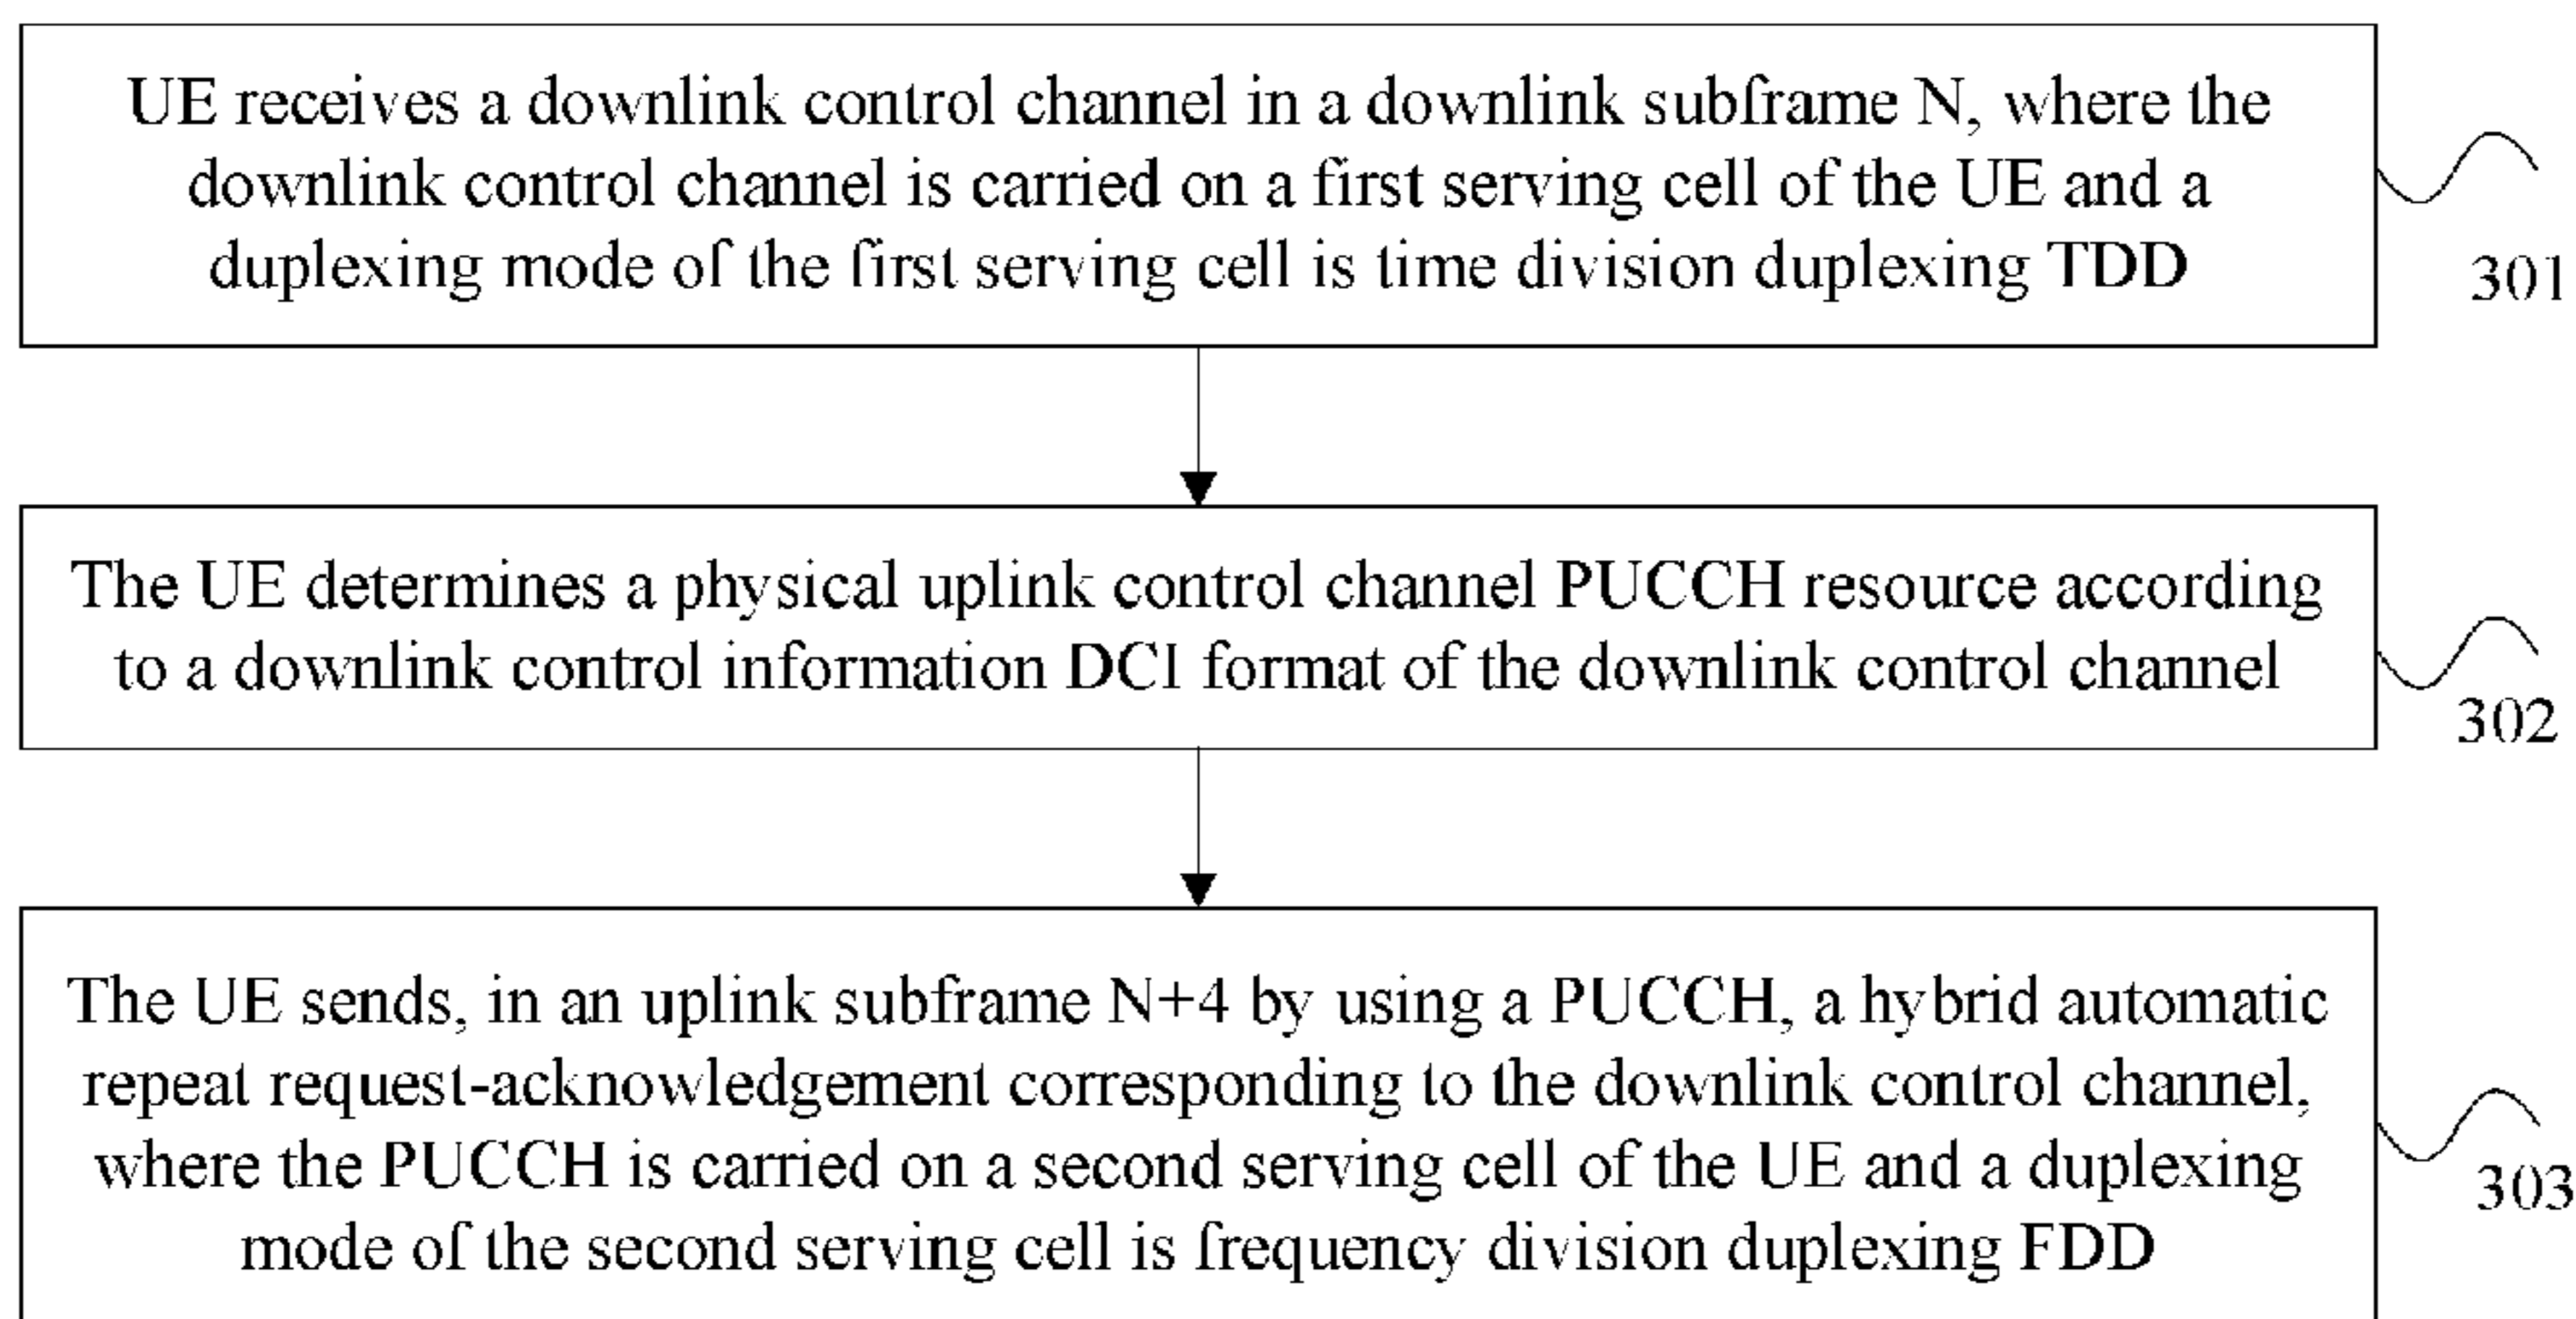 UE receives a downlink control channel in a downlink subframe N, where the
downlink control channel is carried on a first serving cell of the UE and a
duplexing mode of the first serving cell is time division duplexing TDD
301
The UE determines a physical uplink control channel PUCCH resource according
to a downlink control information DCI format of the downlink control channel
302
The UE sends, in an uplink subframe N+4 by using a PUCCH, a hybrid automatic
repeat request-acknowledgement corresponding to the downlink control channel,
where the PUCCH is carried on a second serving cell of the UE and a duplexing
mode of the second serving cell is frequency division duplexing FDD
303